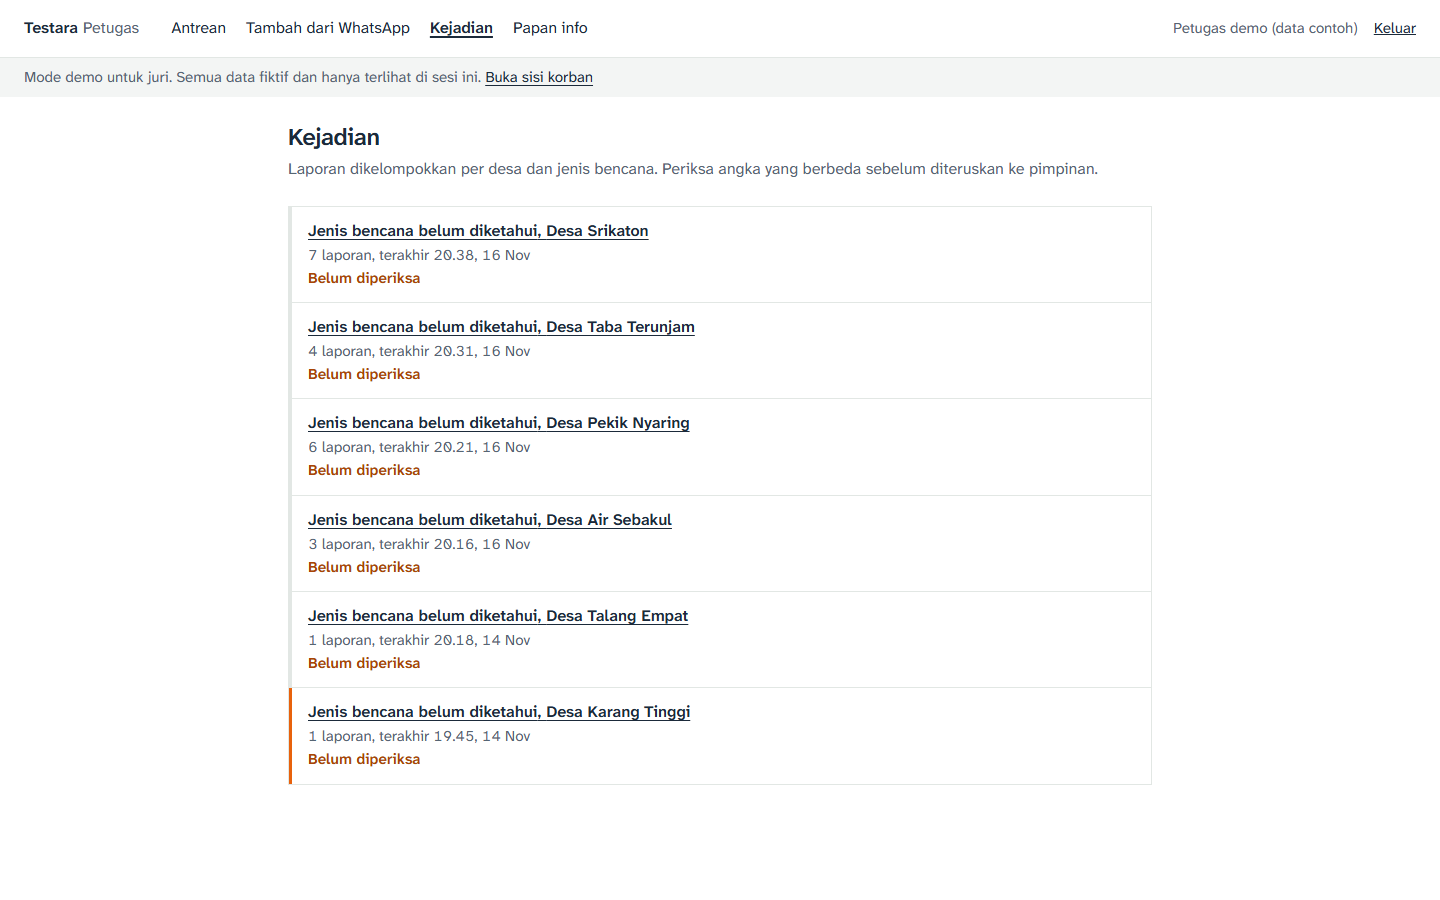 Testara Petugas Antrean Tambah dari WhatsApp Kejadian Papan info Petugas demo (data contoh) Keluar
Mode demo untuk juri. Semua data fiktif dan hanya terlihat di sesi ini. Buka sisi korban
Kejadian
Laporan dikelompokkan per desa dan jenis bencana. Periksa angka yang berbeda sebelum diteruskan ke pimpinan.
Jenis bencana belum diketahui, Desa Srikaton
7 laporan, terakhir 20.38, 16 Nov
Belum diperiksa
Jenis bencana belum diketahui, Desa Taba Terunjam
4 laporan, terakhir 20.31, 16 Nov
Belum diperiksa
Jenis bencana belum diketahui, Desa Pekik Nyaring
6 laporan, terakhir 20.21, 16 Nov
Belum diperiksa
Jenis bencana belum diketahui, Desa Air Sebakul
3 laporan, terakhir 20.16, 16 Nov
Belum diperiksa
Jenis bencana belum diketahui, Desa Talang Empat
1 laporan, terakhir 20.18, 14 Nov
Belum diperiksa
Jenis bencana belum diketahui, Desa Karang Tinggi
1 laporan, terakhir 19.45, 14 Nov
Belum diperiksa